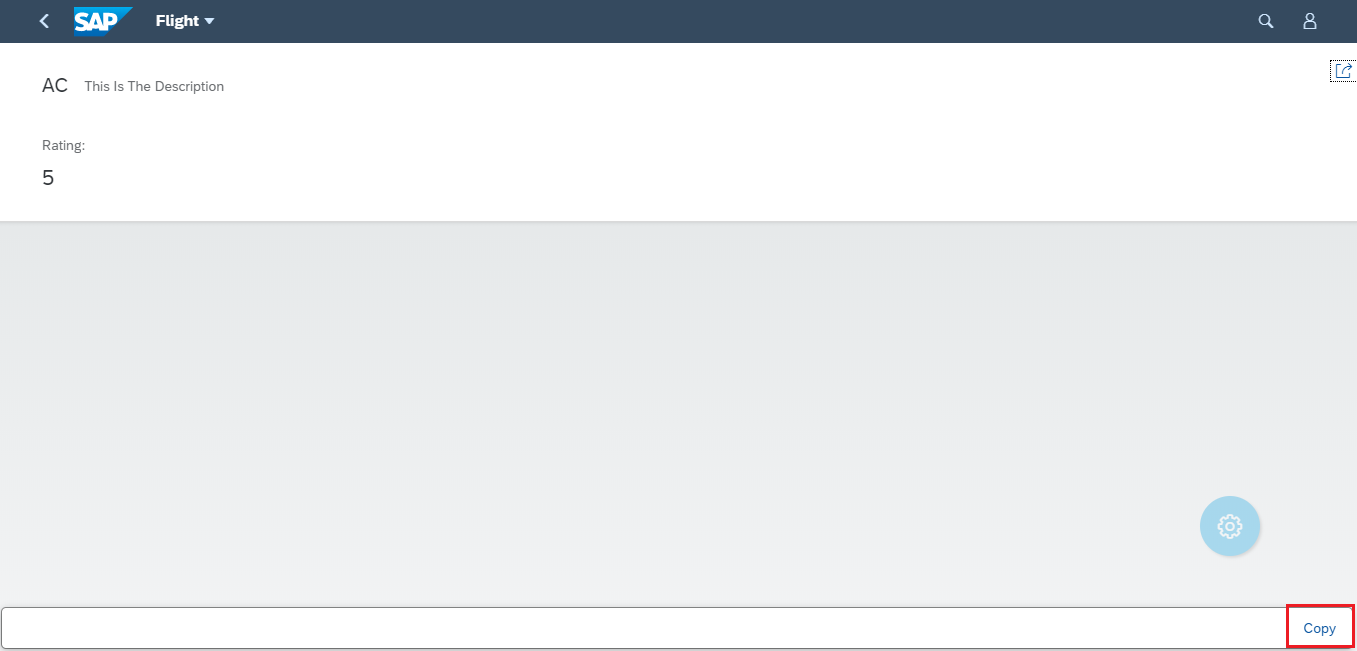 SAP Flight
AC This Is The Description
Rating:
5
Copy